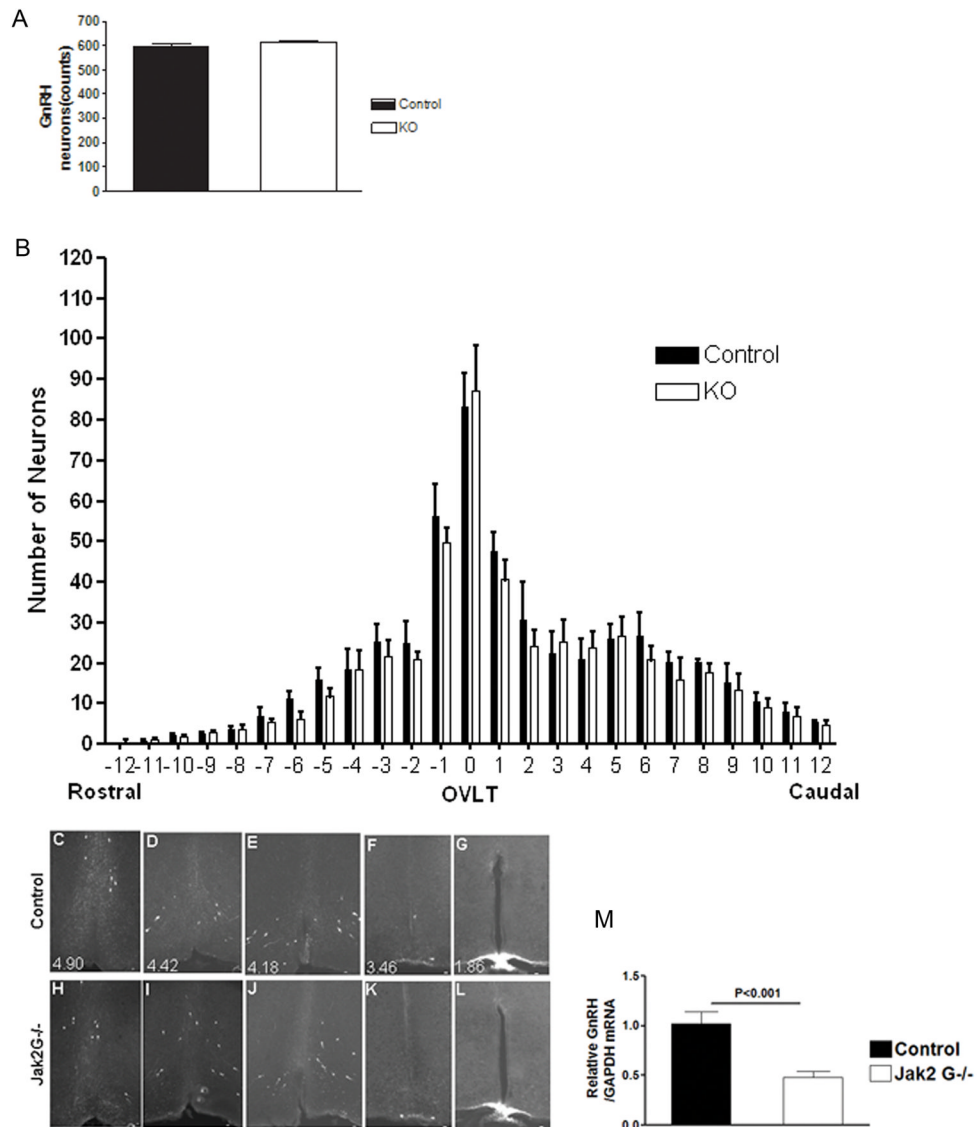 A
700
600
500
400
300
200
100
0
GnRH
neurons(counts)
Control
KO
B
120
110
100
90
80
70
60
50
40
30
20
10
0
Number of Neurons
Control
KO
-12 -11 -10 -9 -8 -7 -6 -5 -4 -3 -2 -1 0 1 2 3 4 5 6 7 8 9 10 11 12
Rostral OVLT Caudal
C D E F G
Control
4.90 4.42 4.18 3.46 1.86
H I J K L
Jak2G-/-
M
1.5
1.0
0.5
0.0
Relative GnRH
/GAPDH mRNA
P<0.001
Control
Jak2 G-/-